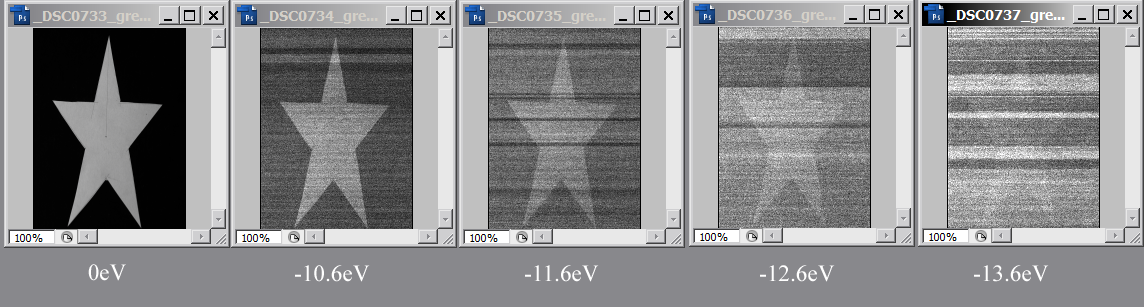 Ps _DSC0733_gre... Ps _DSC0734_gre... Ps _DSC0735_gre... Ps _DSC0736_gre... Ps _DSC0737_gre...
100% 100% 100% 100% 100%
0eV -10.6eV -11.6eV -12.6eV -13.6eV